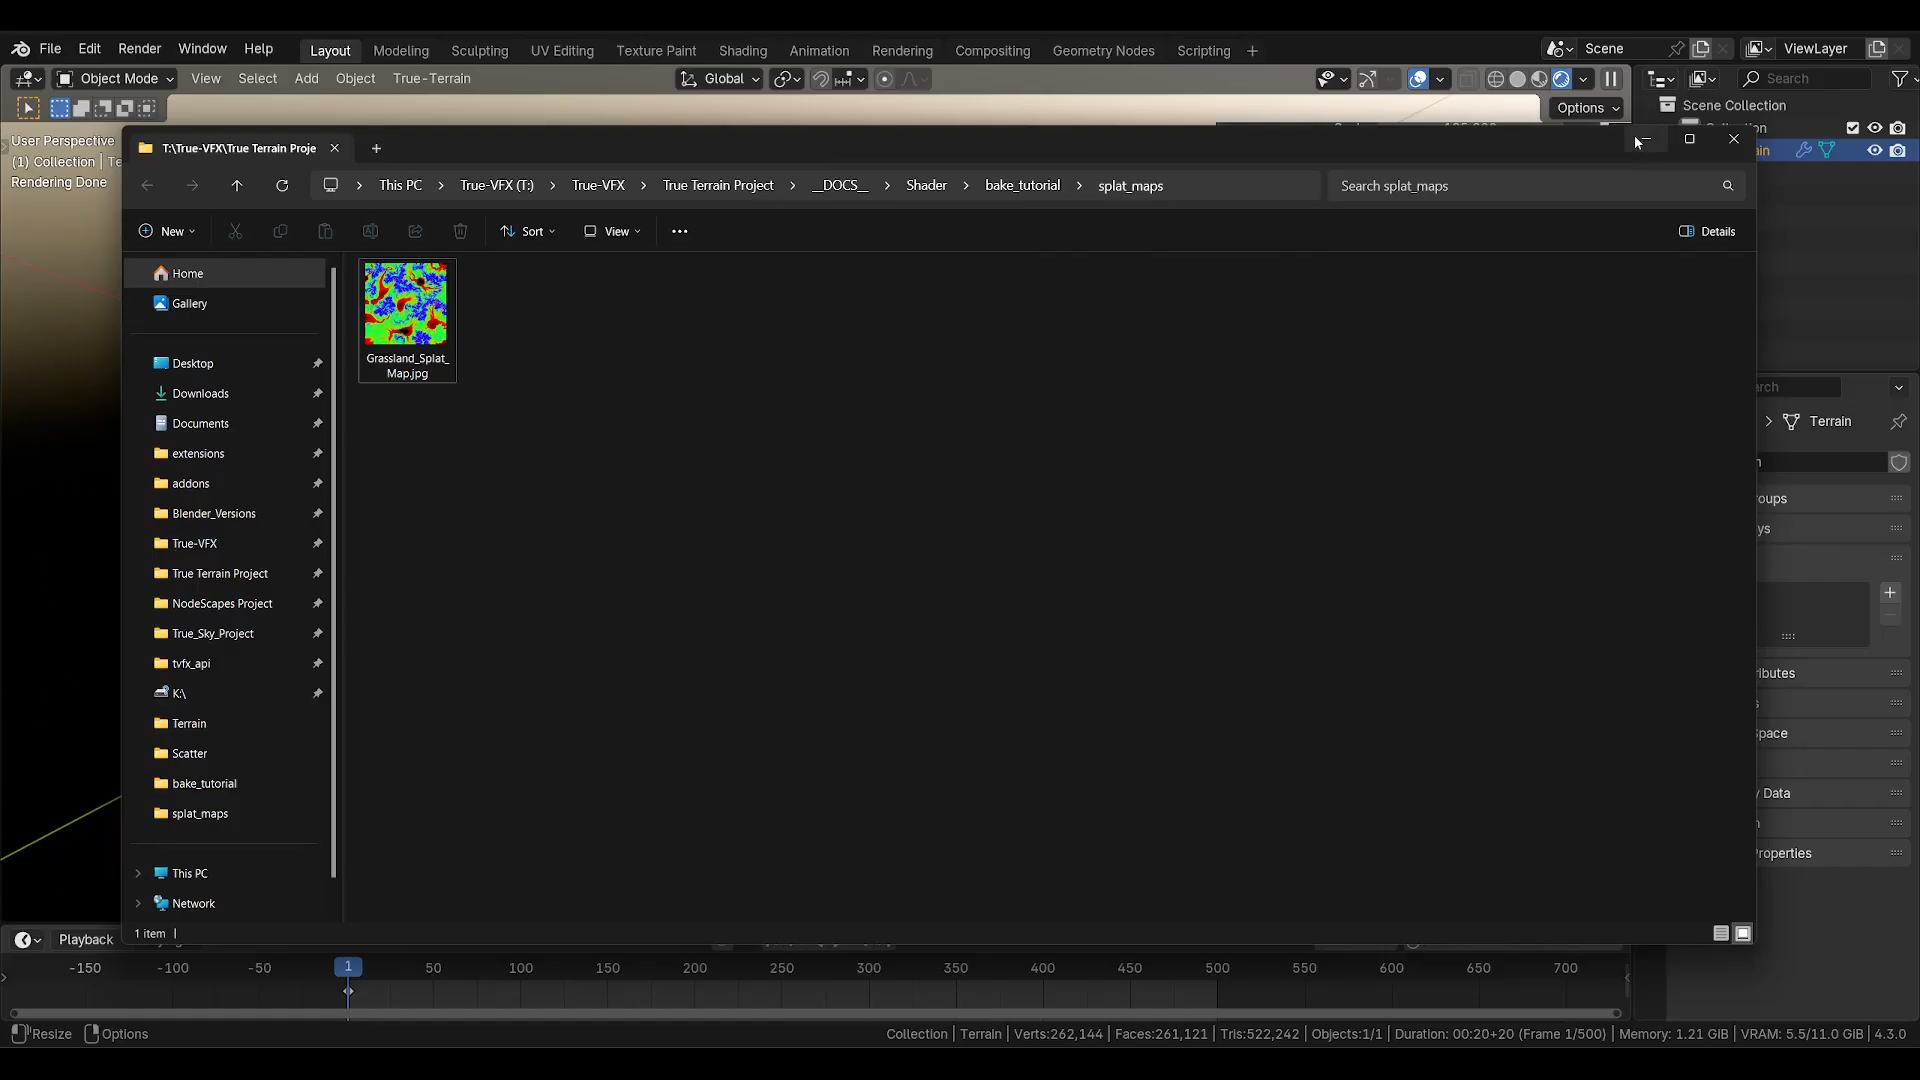 File Edit Render Window Help Layout Modeling Sculpting UV Editing Texture Paint Shading Animation Rendering Compositing Geometry Nodes Scripting + Scene ViewLayer
Object Mode View Select Add Object True-Terrain Global Search
Options Scene Collection
User Perspective
(1) Collection | Te
Rendering Done
T:\True-VFX\True Terrain Proje
This PC > True-VFX (T:) > True-VFX > True Terrain Project > __DOCS__ > Shader > bake_tutorial > splat_maps Search splat_maps
New Sort View Details
Home
Gallery
Grassland_Splat_
Map.jpg
Desktop
Downloads
Documents
extensions
addons
Blender_Versions
True-VFX
True Terrain Project
NodeScapes Project
True_Sky_Project
tvfx_api
K:\
Terrain
Scatter
bake_tutorial
splat_maps
This PC
Network
1 item
Terrain
oups
ys
ributes
Space
y Data
Properties
Playback
-150 -100 -50 1 50 100 150 200 250 300 350 400 450 500 550 600 650 700
Resize Options Collection | Terrain | Verts:262,144 | Faces:261,121 | Tris:522,242 | Objects:1/1 | Duration: 00:20+20 (Frame 1/500) | Memory: 1.21 GiB | VRAM: 5.5/11.0 GiB | 4.3.0